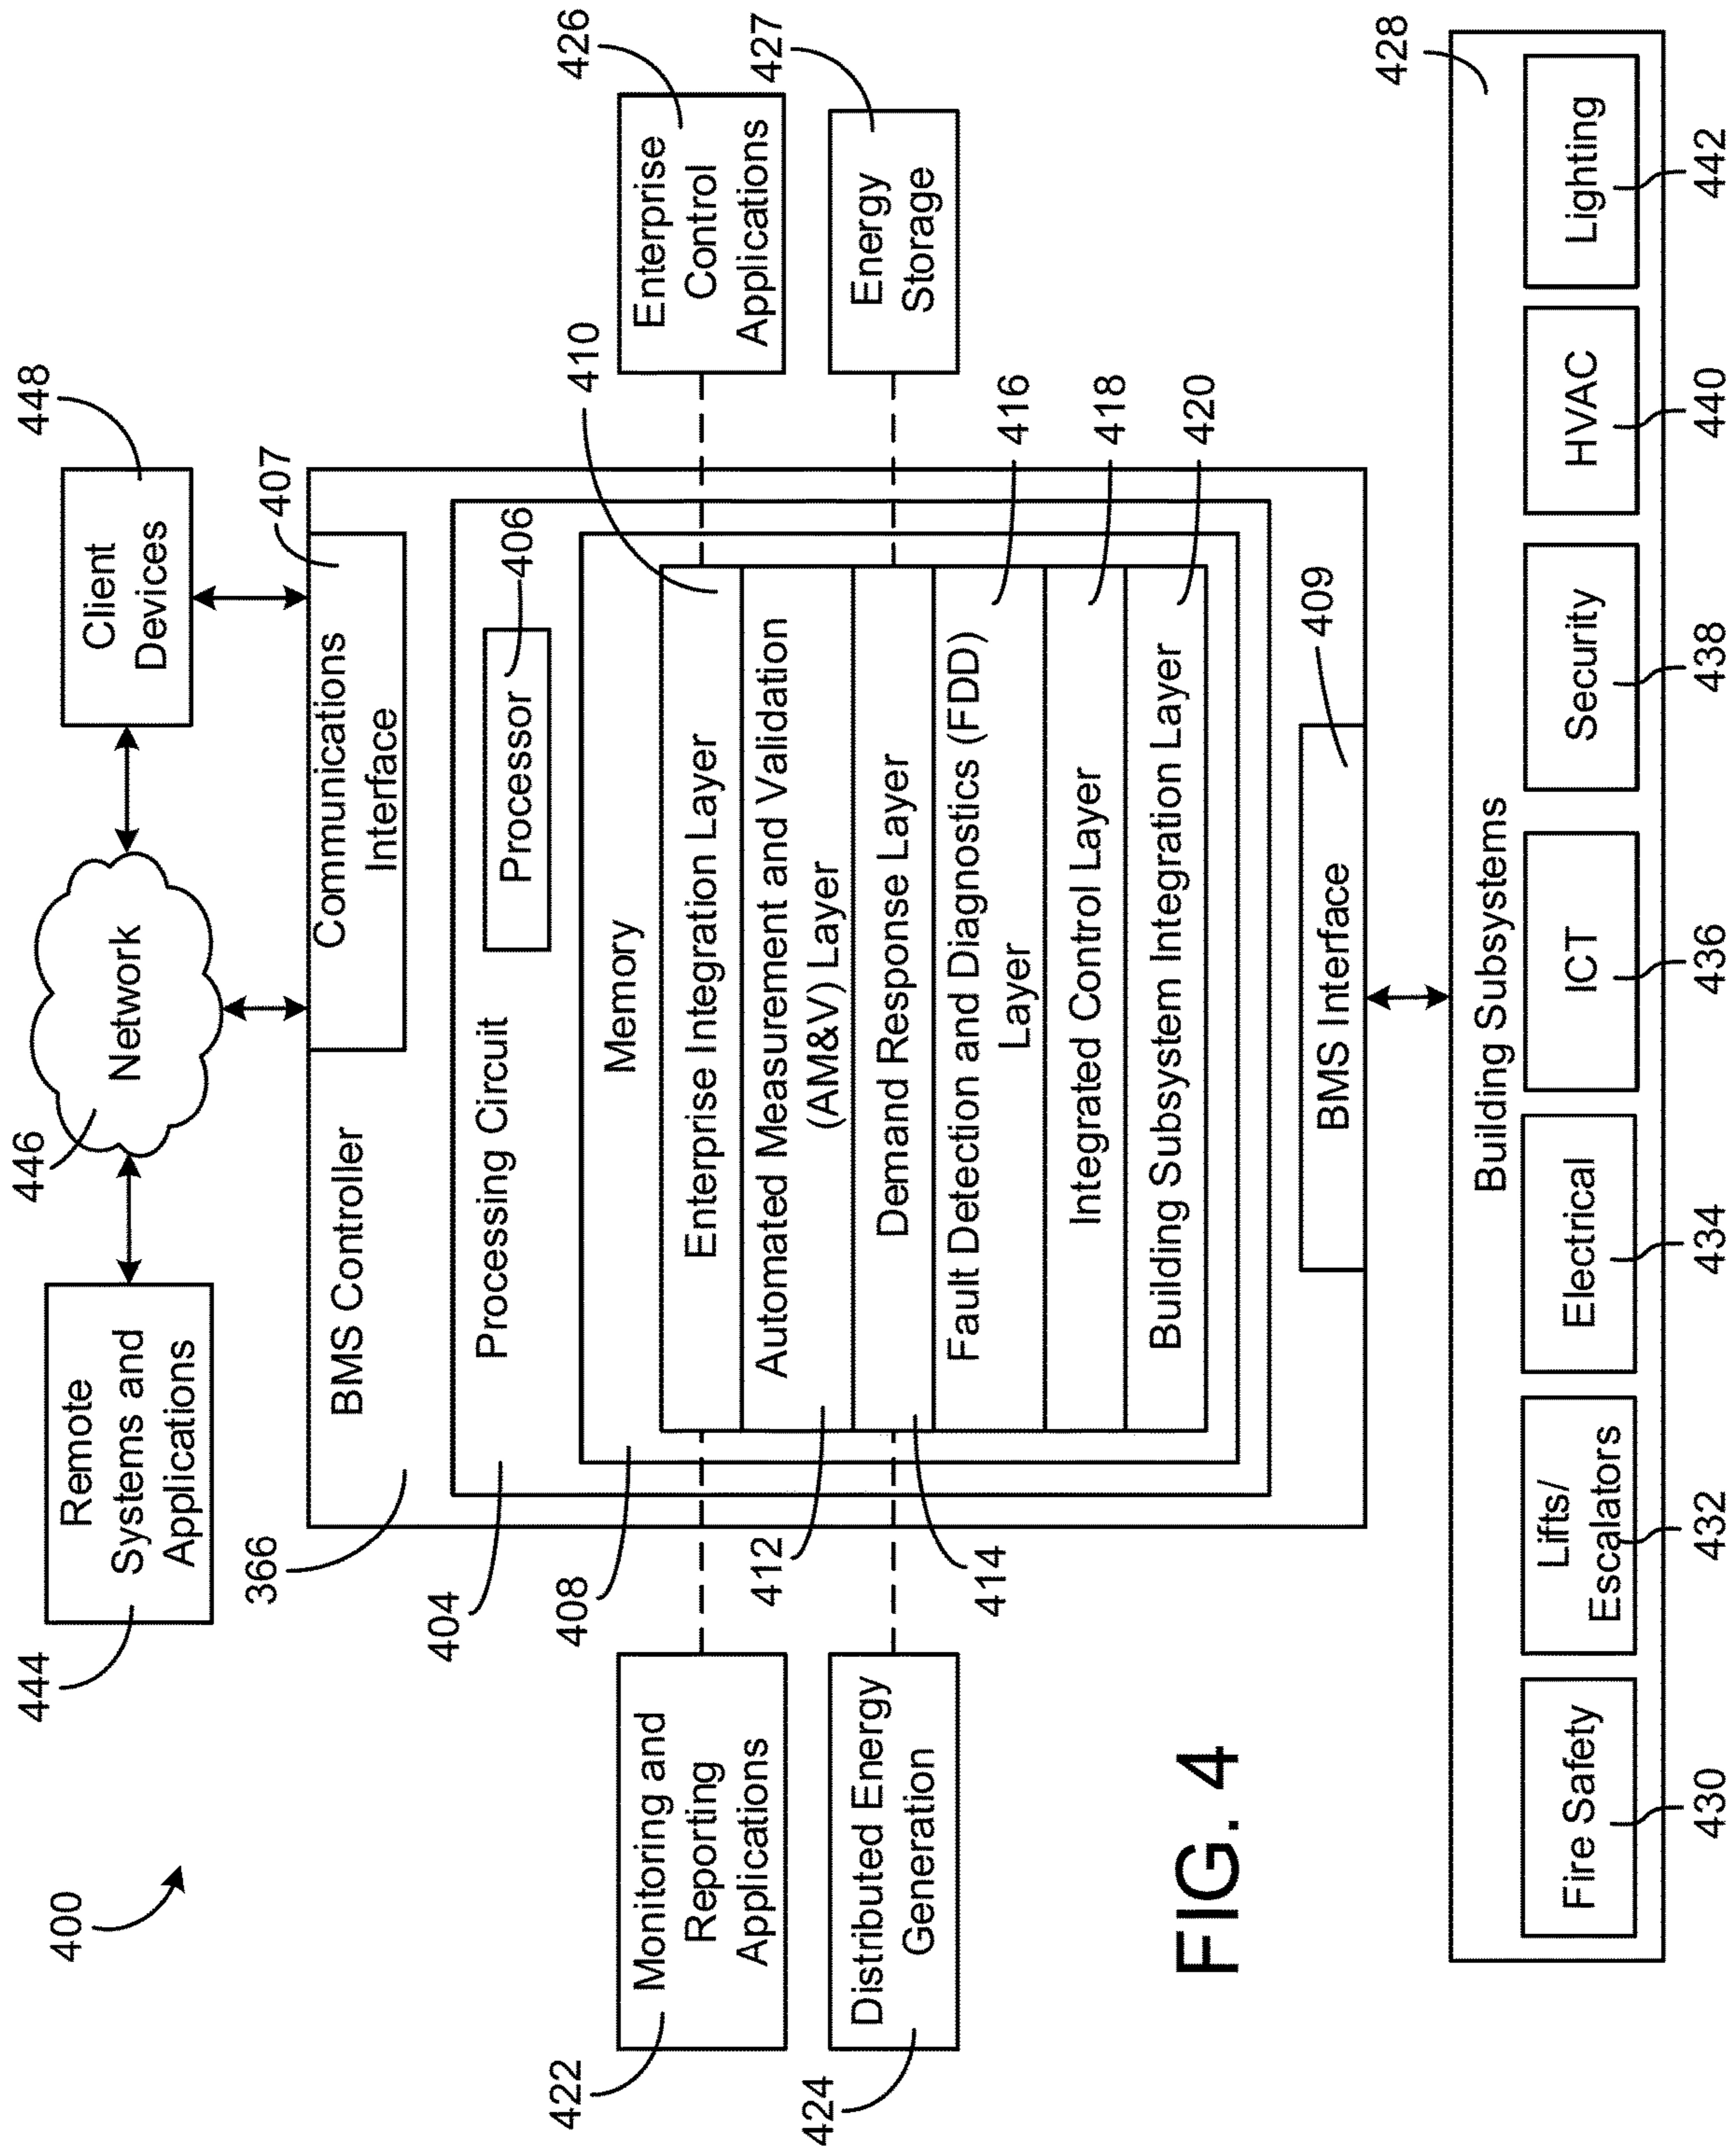 400
444
Remote
Systems and
Applications
446
Network
Client
Devices
448
366
BMS Controller
Communications
Interface
407
404
Processing Circuit
Processor
406
408
Memory
410
Enterprise Integration Layer
Automated Measurement and Validation
(AM&V) Layer
412
Demand Response Layer
414
Fault Detection and Diagnostics (FDD)
Layer
416
Integrated Control Layer
418
Building Subsystem Integration Layer
420
422
Monitoring and
Reporting
Applications
424
Distributed Energy
Generation
426
Enterprise
Control
Applications
427
Energy
Storage
BMS Interface
409
FIG. 4
Building Subsystems
428
Fire Safety
Lifts/
Escalators
Electrical
ICT
Security
HVAC
Lighting
430
432
434
436
438
440
442